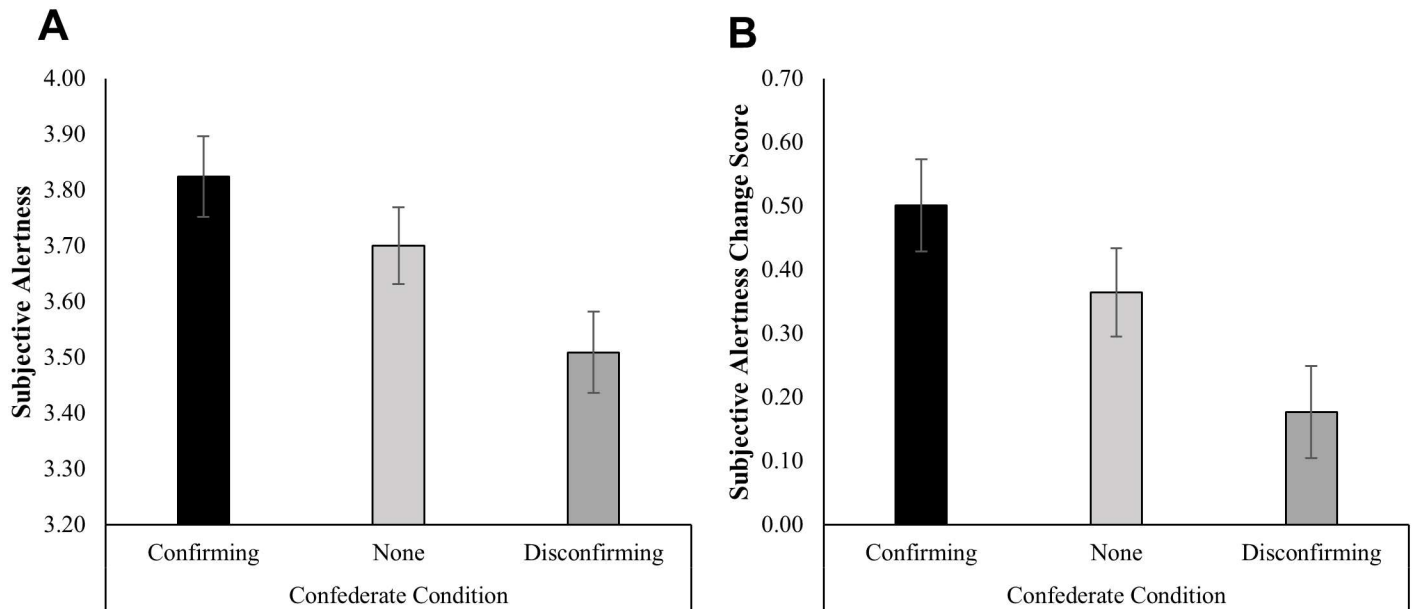 A
Subjective Alertness
4.00
3.90
3.80
3.70
3.60
3.50
3.40
3.30
3.20
Confirming None Disconfirming
Confederate Condition
B
Subjective Alertness Change Score
0.70
0.60
0.50
0.40
0.30
0.20
0.10
0.00
Confirming None Disconfirming
Confederate Condition